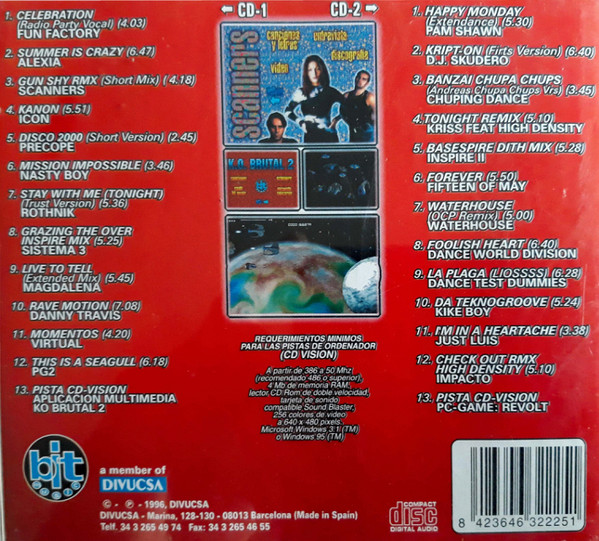 ← CD-1 CD-2 →
1. CELEBRATION
(Radio Party Vocal) (4.03)
FUN FACTORY
2. SUMMER IS CRAZY (6.47)
ALEXIA
3. GUN SHY RMX (Short Mix) ( 4.18)
SCANNERS
4. KANON (5.51)
ICON
5. DISCO 2000 (Short Version) (2.45)
PRECOPE
6. MISSION IMPOSSIBLE (3.46)
NASTY BOY
7. STAY WITH ME (TONIGHT)
(Trust Version) (5.36)
ROTHNIK
8. GRAZING THE OVER
INSPIRE MIX (5.25)
SISTEMA 3
9. LIVE TO TELL
(Extended Mix) (5.45)
MAGDALENA
10. RAVE MOTION (7.08)
DANNY TRAVIS
11. MOMENTOS (4.20)
VIRTUAL
12. THIS IS A SEAGULL (6.18)
PG2
13. PISTA CD-VISION
APLICACION MULTIMEDIA
KO BRUTAL 2
scanners
canciones
y letras
entrevista
discografia
video
K.O. BRUTAL 2
REQUERIMIENTOS MINIMOS
PARA LAS PISTAS DE ORDENADOR
(CD VISION)
A partir de 386 a 50 Mhz
(recomendado 486 o superior),
4 Mb de memoria RAM,
lector CD Rom de doble velocidad,
tarjeta de sonido
compatible Sound Blaster,
256 colores de video
a 640 x 480 pixels.
Microsoft Windows 3.1 (TM)
o Windows 95 (TM)
1. HAPPY MONDAY
(Extendance) (5.30)
PAM SHAWN
2. KRIPT-ON (Firts Version) (6:40)
D.J. SKUDERO
3. BANZAI CHUPA CHUPS
(Andreas Chupa Chups Vrs) (3:45)
CHUPING DANCE
4.TONIGHT REMIX (5.10)
KRISS FEAT HIGH DENSITY
5. BASESPIRE DITH MIX (5.28)
INSPIRE II
6. FOREVER (5.50)
FIFTEEN OF MAY
7. WATERHOUSE
(OCP Remix) (5.00)
WATERHOUSE
8. FOOLISH HEART (6:40)
DANCE WORLD DIVISION
9. LA PLAGA (LIOSSSS) (6:28)
DANCE TEST DUMMIES
10. DA TEKNOGROOVE (5:24)
KIKE BOY
11. I'M IN A HEARTACHE (3.38)
JUST LUIS
12. CHECK OUT RMX
HIGH DENSITY (5.10)
IMPACTO
13. PISTA CD-VISION
PC-GAME: REVOLT
bit
MUSIC
a member of
DIVUCSA
© - ℗ - 1996, DIVUCSA
DIVUCSA - Marina, 128-130 - 08013 Barcelona (Made in Spain)
Telf. 34 3 265 49 74 Fax: 34 3 265 46 55
COMPACT
disc
DIGITAL AUDIO
8 423646 322251